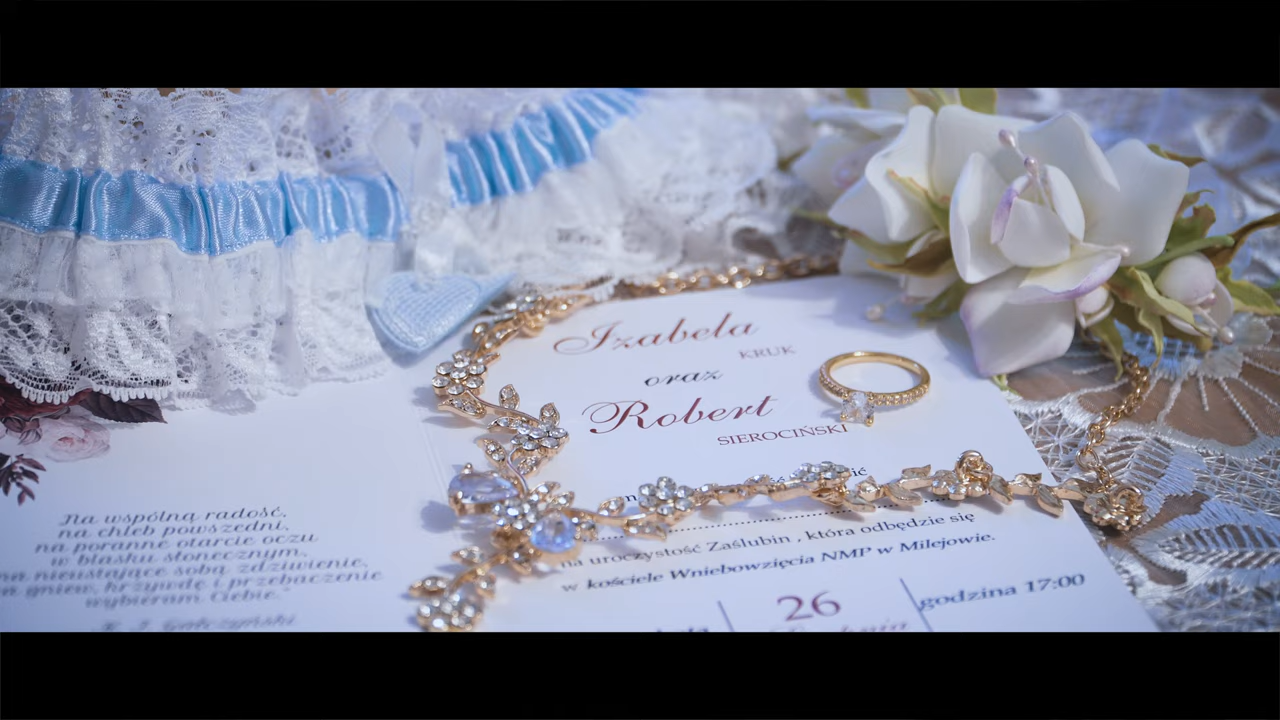 Na wspólną radość,
na chleb powszedni,
na poranne otarcie oczu
w blasku słonecznym,
na nieustające sobą zdziwienie,
na gniew, krzywdę i przebaczenie
wybieram Ciebie."
Izabela
KRUK
oraz
Robert
SIEROCIŃSKI
na uroczystość Zaślubin , która odbędzie się
w kościele Wniebowzięcia NMP w Milejowie.
26
godzina 17:00